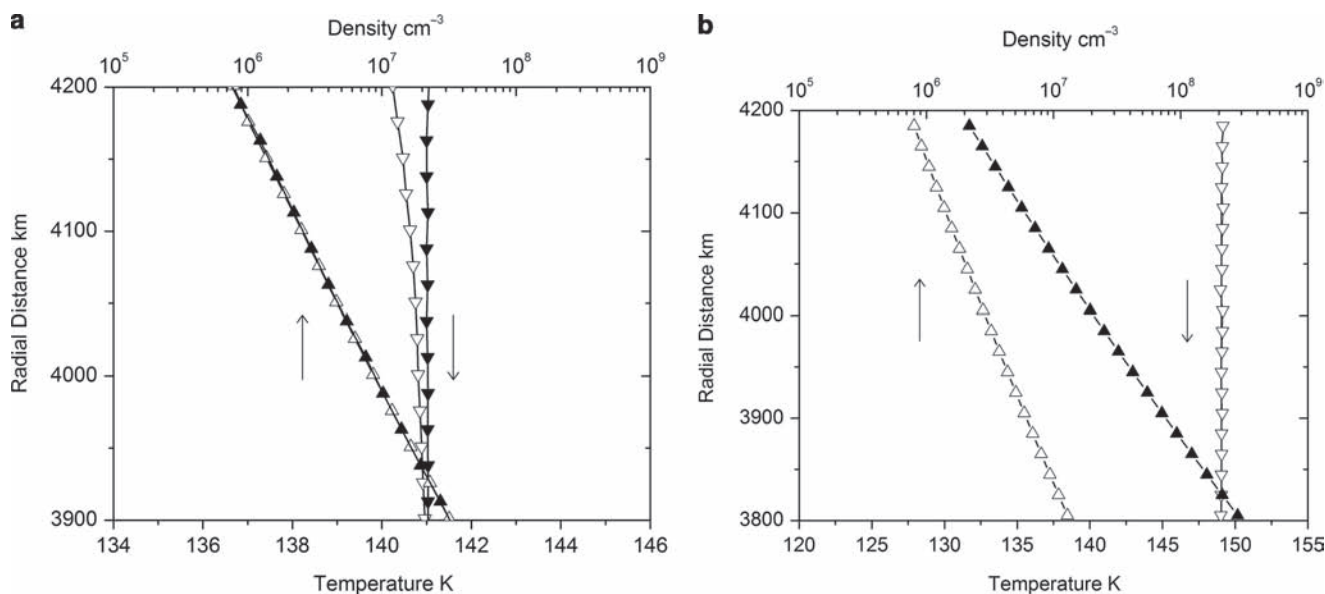 a
Density cm⁻³
10⁵ 10⁶ 10⁷ 10⁸ 10⁹
4200
4100
4000
3900
Radial Distance km
134 136 138 140 142 144 146
Temperature K
b
Density cm⁻³
10⁵ 10⁶ 10⁷ 10⁸ 10⁹
4200
4100
4000
3900
3800
Radial Distance km
120 125 130 135 140 145 150 155
Temperature K